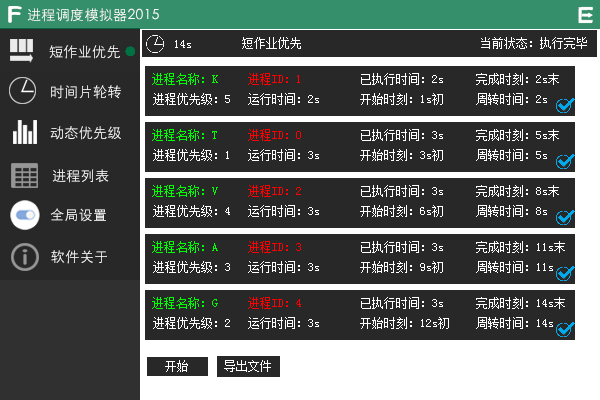 进程调度模拟器2015
短作业优先
时间片轮转
动态优先级
进程列表
全局设置
软件关于
14s 短作业优先 当前状态：执行完毕
进程名称：K 进程ID：1 已执行时间：2s 完成时刻：2s末
进程优先级：5 运行时间：2s 开始时刻：1s初 周转时间：2s
进程名称：T 进程ID：0 已执行时间：3s 完成时刻：5s末
进程优先级：1 运行时间：3s 开始时刻：3s初 周转时间：5s
进程名称：V 进程ID：2 已执行时间：3s 完成时刻：8s末
进程优先级：4 运行时间：3s 开始时刻：6s初 周转时间：8s
进程名称：A 进程ID：3 已执行时间：3s 完成时刻：11s末
进程优先级：3 运行时间：3s 开始时刻：9s初 周转时间：11s
进程名称：G 进程ID：4 已执行时间：3s 完成时刻：14s末
进程优先级：2 运行时间：3s 开始时刻：12s初 周转时间：14s
开始 导出文件